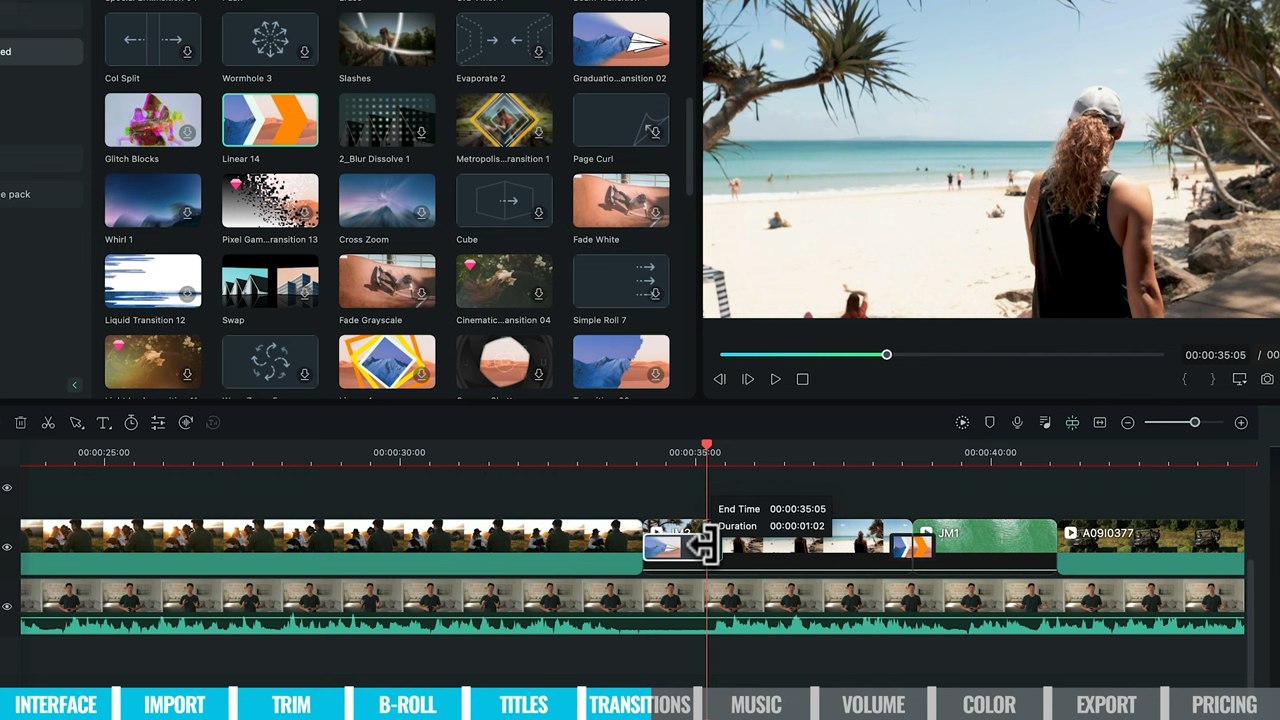 ed
e pack
Col Split
Wormhole 3
Slashes
Evaporate 2
Graduatio...ansition 02
Glitch Blocks
Linear 14
2_Blur Dissolve 1
Metropolis...ransition 1
Page Curl
Whirl 1
Pixel Gam...ransition 13
Cross Zoom
Cube
Fade White
Liquid Transition 12
Swap
Fade Grayscale
Cinematic...ansition 04
Simple Roll 7
00:00:35:05 / 00
00:00:25:00
00:00:30:00
00:00:35:00
00:00:40:00
End Time 00:00:35:05
Duration 00:00:01:02
JM1
A09I0377
INTERFACE
IMPORT
TRIM
B-ROLL
TITLES
TRANSITIONS
MUSIC
VOLUME
COLOR
EXPORT
PRICING